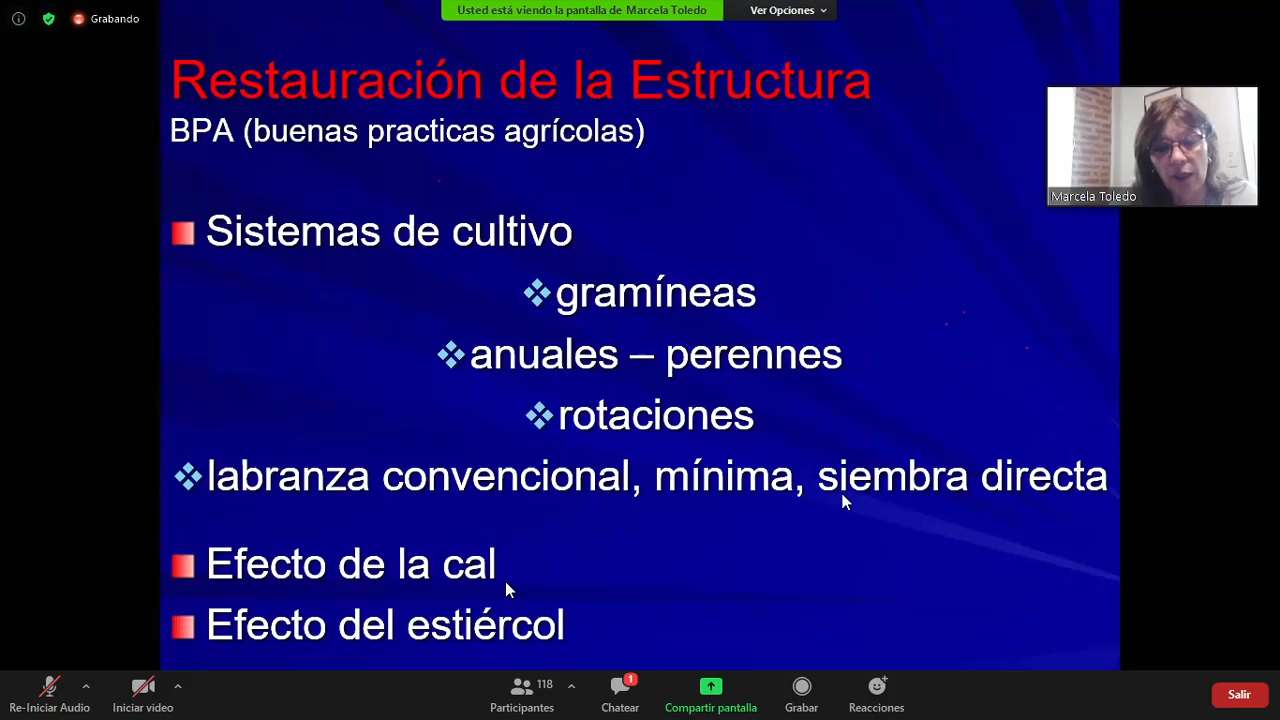 Grabando
Usted está viendo la pantalla de Marcela Toledo
Ver Opciones
Restauración de la Estructura
BPA (buenas practicas agrícolas)
Marcela Toledo
Sistemas de cultivo
gramíneas
anuales – perennes
rotaciones
labranza convencional, mínima, siembra directa
Efecto de la cal
Efecto del estiércol
Re-Iniciar Audio
Iniciar video
118
Participantes
1
Chatear
Compartir pantalla
Grabar
Reacciones
Salir